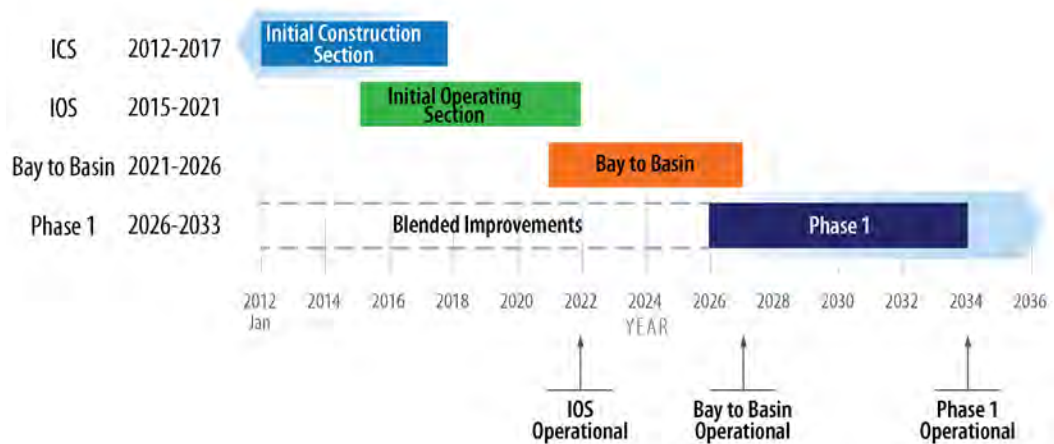 ICS 2012-2017
Initial Construction
Section
IOS 2015-2021
Initial Operating
Section
Bay to Basin 2021-2026
Bay to Basin
Phase 1 2026-2033
Blended Improvements
Phase 1
2012 2014 2016 2018 2020 2022 2024 2026 2028 2030 2032 2034 2036
Jan
YEAR
IOS
Operational
Bay to Basin
Operational
Phase 1
Operational